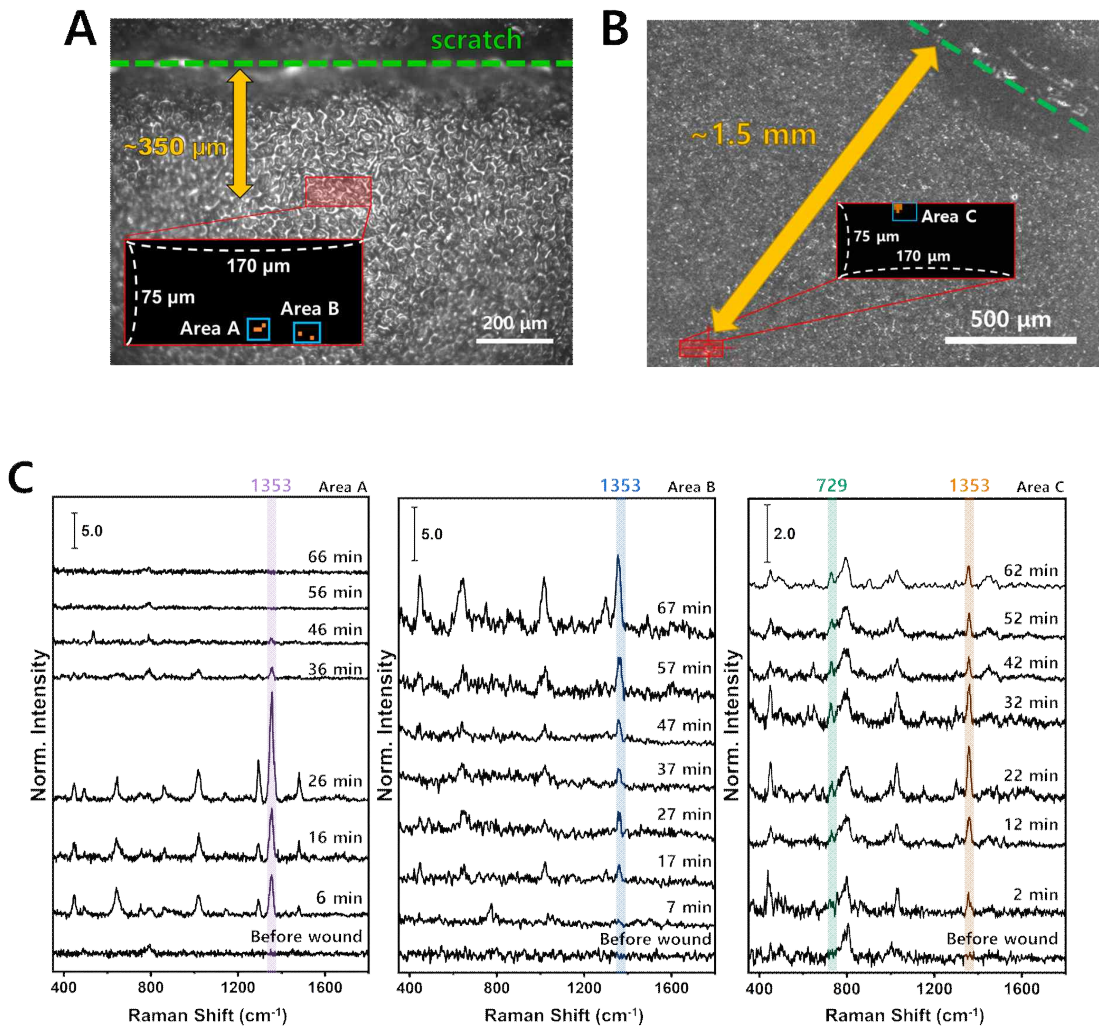 A
scratch
~350 μm
170 μm
75 μm
Area B
Area A
200 μm
B
~1.5 mm
Area C
75 μm
170 μm
500 μm
C
1353
Area A
5.0
66 min
56 min
46 min
36 min
26 min
16 min
6 min
Before wound
Norm. Intensity
400
800
1200
1600
Raman Shift (cm⁻¹)
1353
Area B
5.0
67 min
57 min
47 min
37 min
27 min
17 min
7 min
Before wound
Norm. Intensity
400
800
1200
1600
Raman Shift (cm⁻¹)
729
1353
Area C
2.0
62 min
52 min
42 min
32 min
22 min
12 min
2 min
Before wound
Norm. Intensity
400
800
1200
1600
Raman Shift (cm⁻¹)